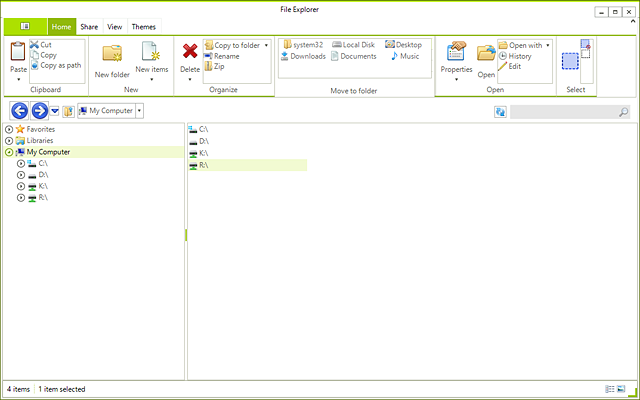 File Explorer
Home Share View Themes
Cut
Copy
Copy as path
Paste
Clipboard
New folder
New items
New
Delete
Copy to folder
Rename
Zip
Organize
system32 Local Disk Desktop
Downloads Documents Music
Move to folder
Properties
Open
Open with
History
Edit
Open
Select
My Computer
Favorites
Libraries
My Computer
C:\
D:\
K:\
R:\
C:\
D:\
K:\
R:\
4 items 1 item selected